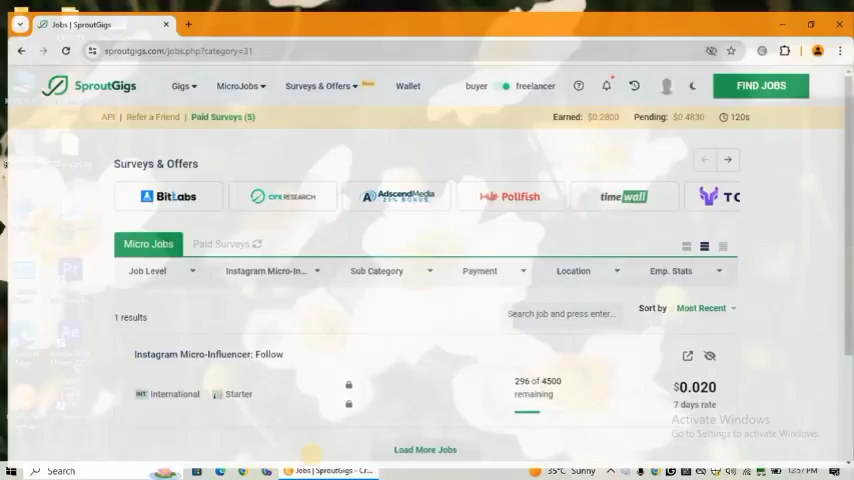 Jobs | SproutGigs
sproutgigs.com/jobs.php?category=31
SproutGigs
Gigs
MicroJobs
Surveys & Offers
Wallet
buyer
freelancer
FIND JOBS
API | Refer a Friend | Paid Surveys (5)
Earned: $0.2800
Pending: $0.4830
120s
Surveys & Offers
BitLabs
CPX RESEARCH
AdscendMedia
25% BONUS
Pollfish
timewall
TO
Micro Jobs
Paid Surveys
Job Level
Instagram Micro-In...
Sub Category
Payment
Location
Emp. Stats
1 results
Search job and press enter...
Sort by
Most Recent
Instagram Micro-Influencer: Follow
INT International
Starter
296 of 4500
remaining
$0.020
7 days rate
Activate Windows
Go to Settings to activate Windows.
Load More Jobs
Search
Jobs | SproutGigs - Cr...
35°C Sunny
12:57 PM